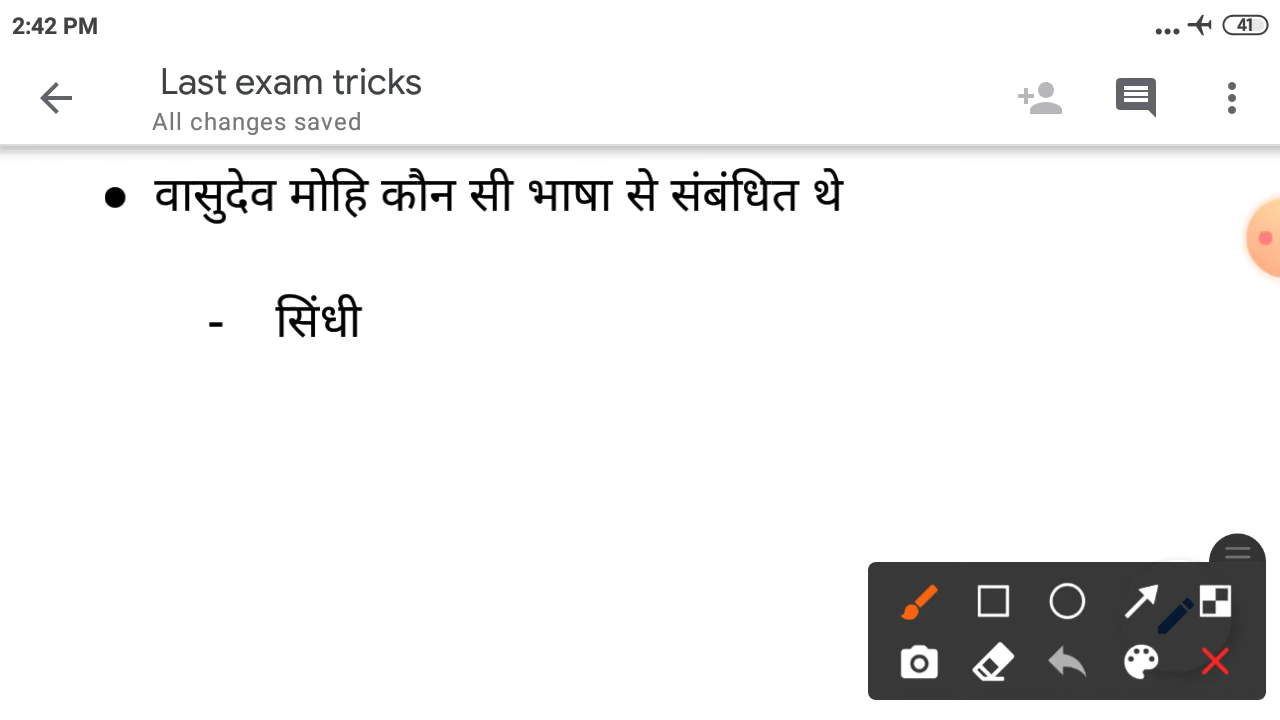 2:42 PM
41
Last exam tricks
All changes saved
● वासुदेव मोहि कौन सी भाषा से संबंधित थे
- सिंधी